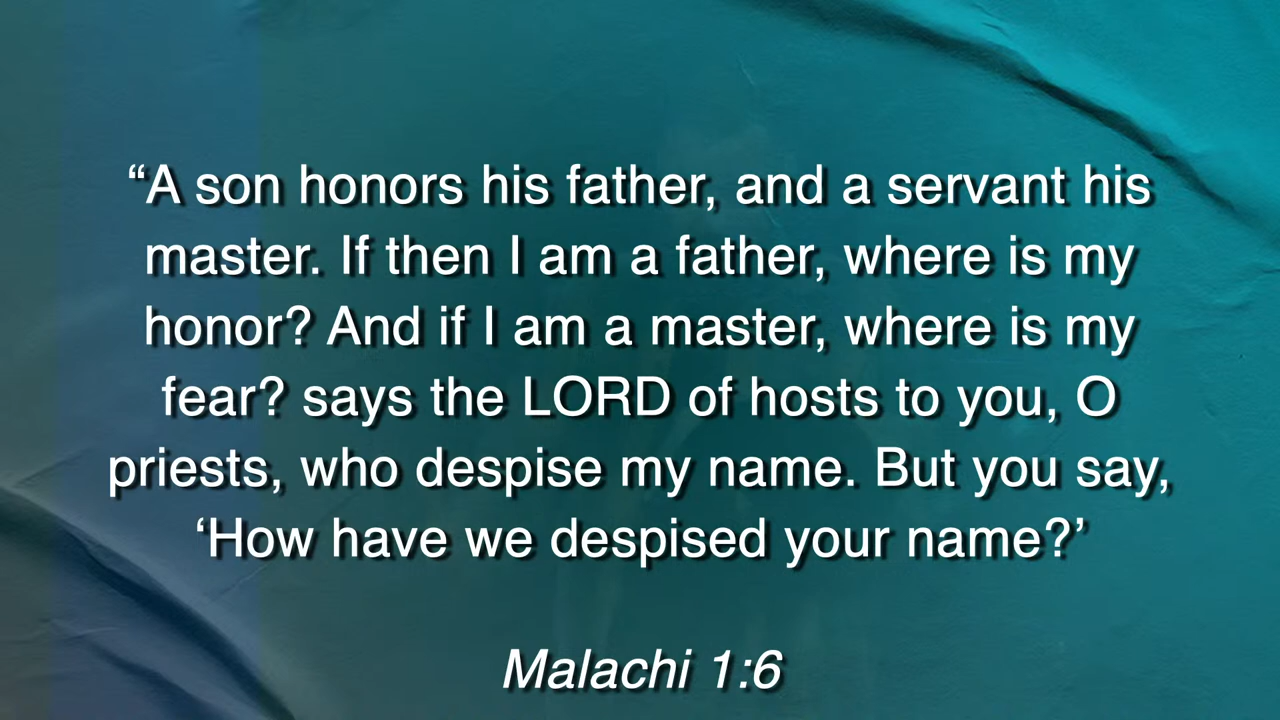 “A son honors his father, and a servant his
master. If then I am a father, where is my
honor? And if I am a master, where is my
fear? says the LORD of hosts to you, O
priests, who despise my name. But you say,
‘How have we despised your name?’
Malachi 1:6